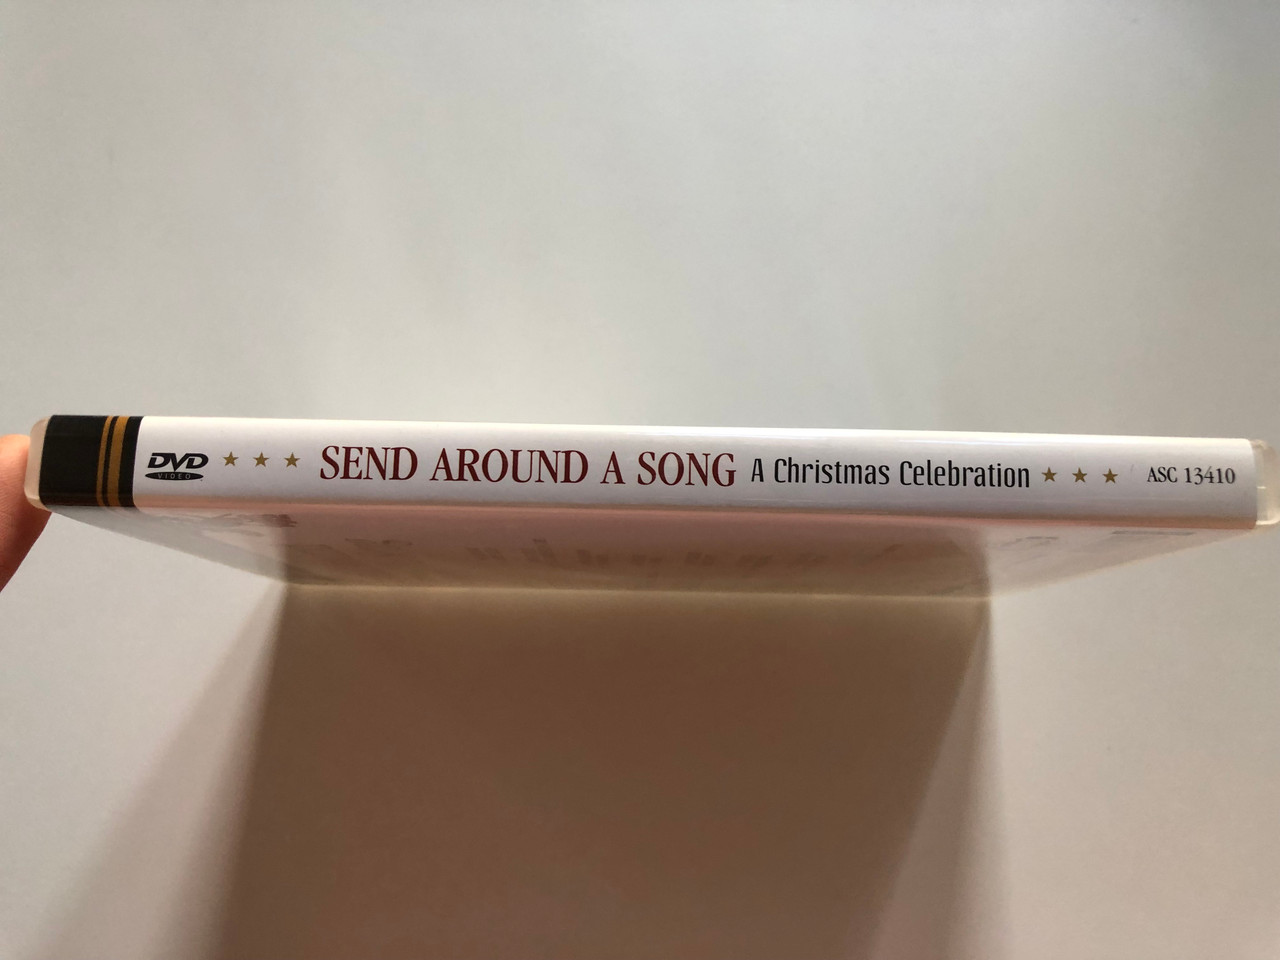 DVD VIDEO ★ ★ ★ SEND AROUND A SONG A Christmas Celebration ★ ★ ★ ASC 13410